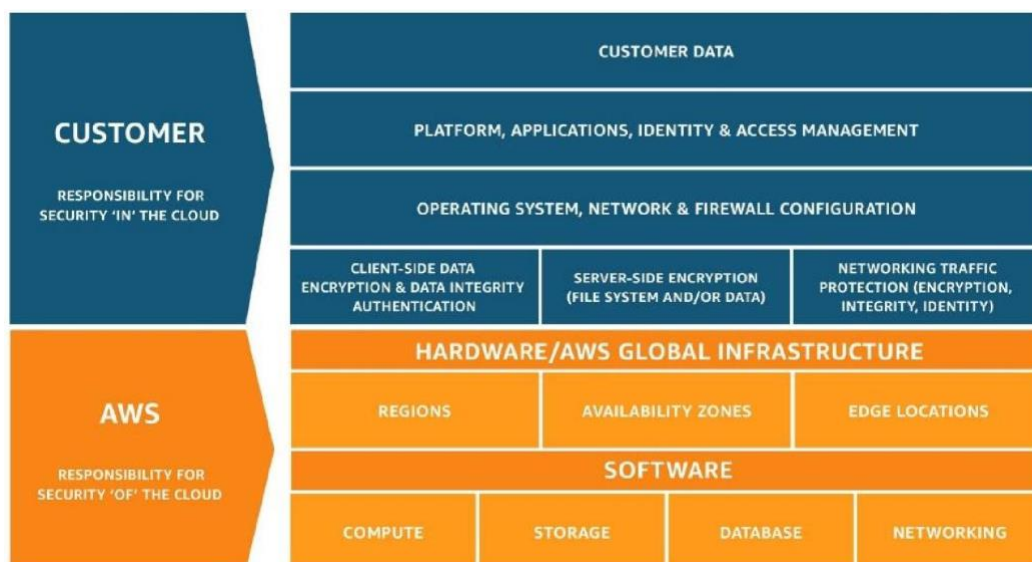 CUSTOMER
RESPONSIBILITY FOR
SECURITY ‘IN’ THE CLOUD
CUSTOMER DATA
PLATFORM, APPLICATIONS, IDENTITY & ACCESS MANAGEMENT
OPERATING SYSTEM, NETWORK & FIREWALL CONFIGURATION
CLIENT-SIDE DATA
ENCRYPTION & DATA INTEGRITY
AUTHENTICATION
SERVER-SIDE ENCRYPTION
(FILE SYSTEM AND/OR DATA)
NETWORKING TRAFFIC
PROTECTION (ENCRYPTION,
INTEGRITY, IDENTITY)
AWS
RESPONSIBILITY FOR
SECURITY ‘OF’ THE CLOUD
HARDWARE/AWS GLOBAL INFRASTRUCTURE
REGIONS
AVAILABILITY ZONES
EDGE LOCATIONS
SOFTWARE
COMPUTE
STORAGE
DATABASE
NETWORKING